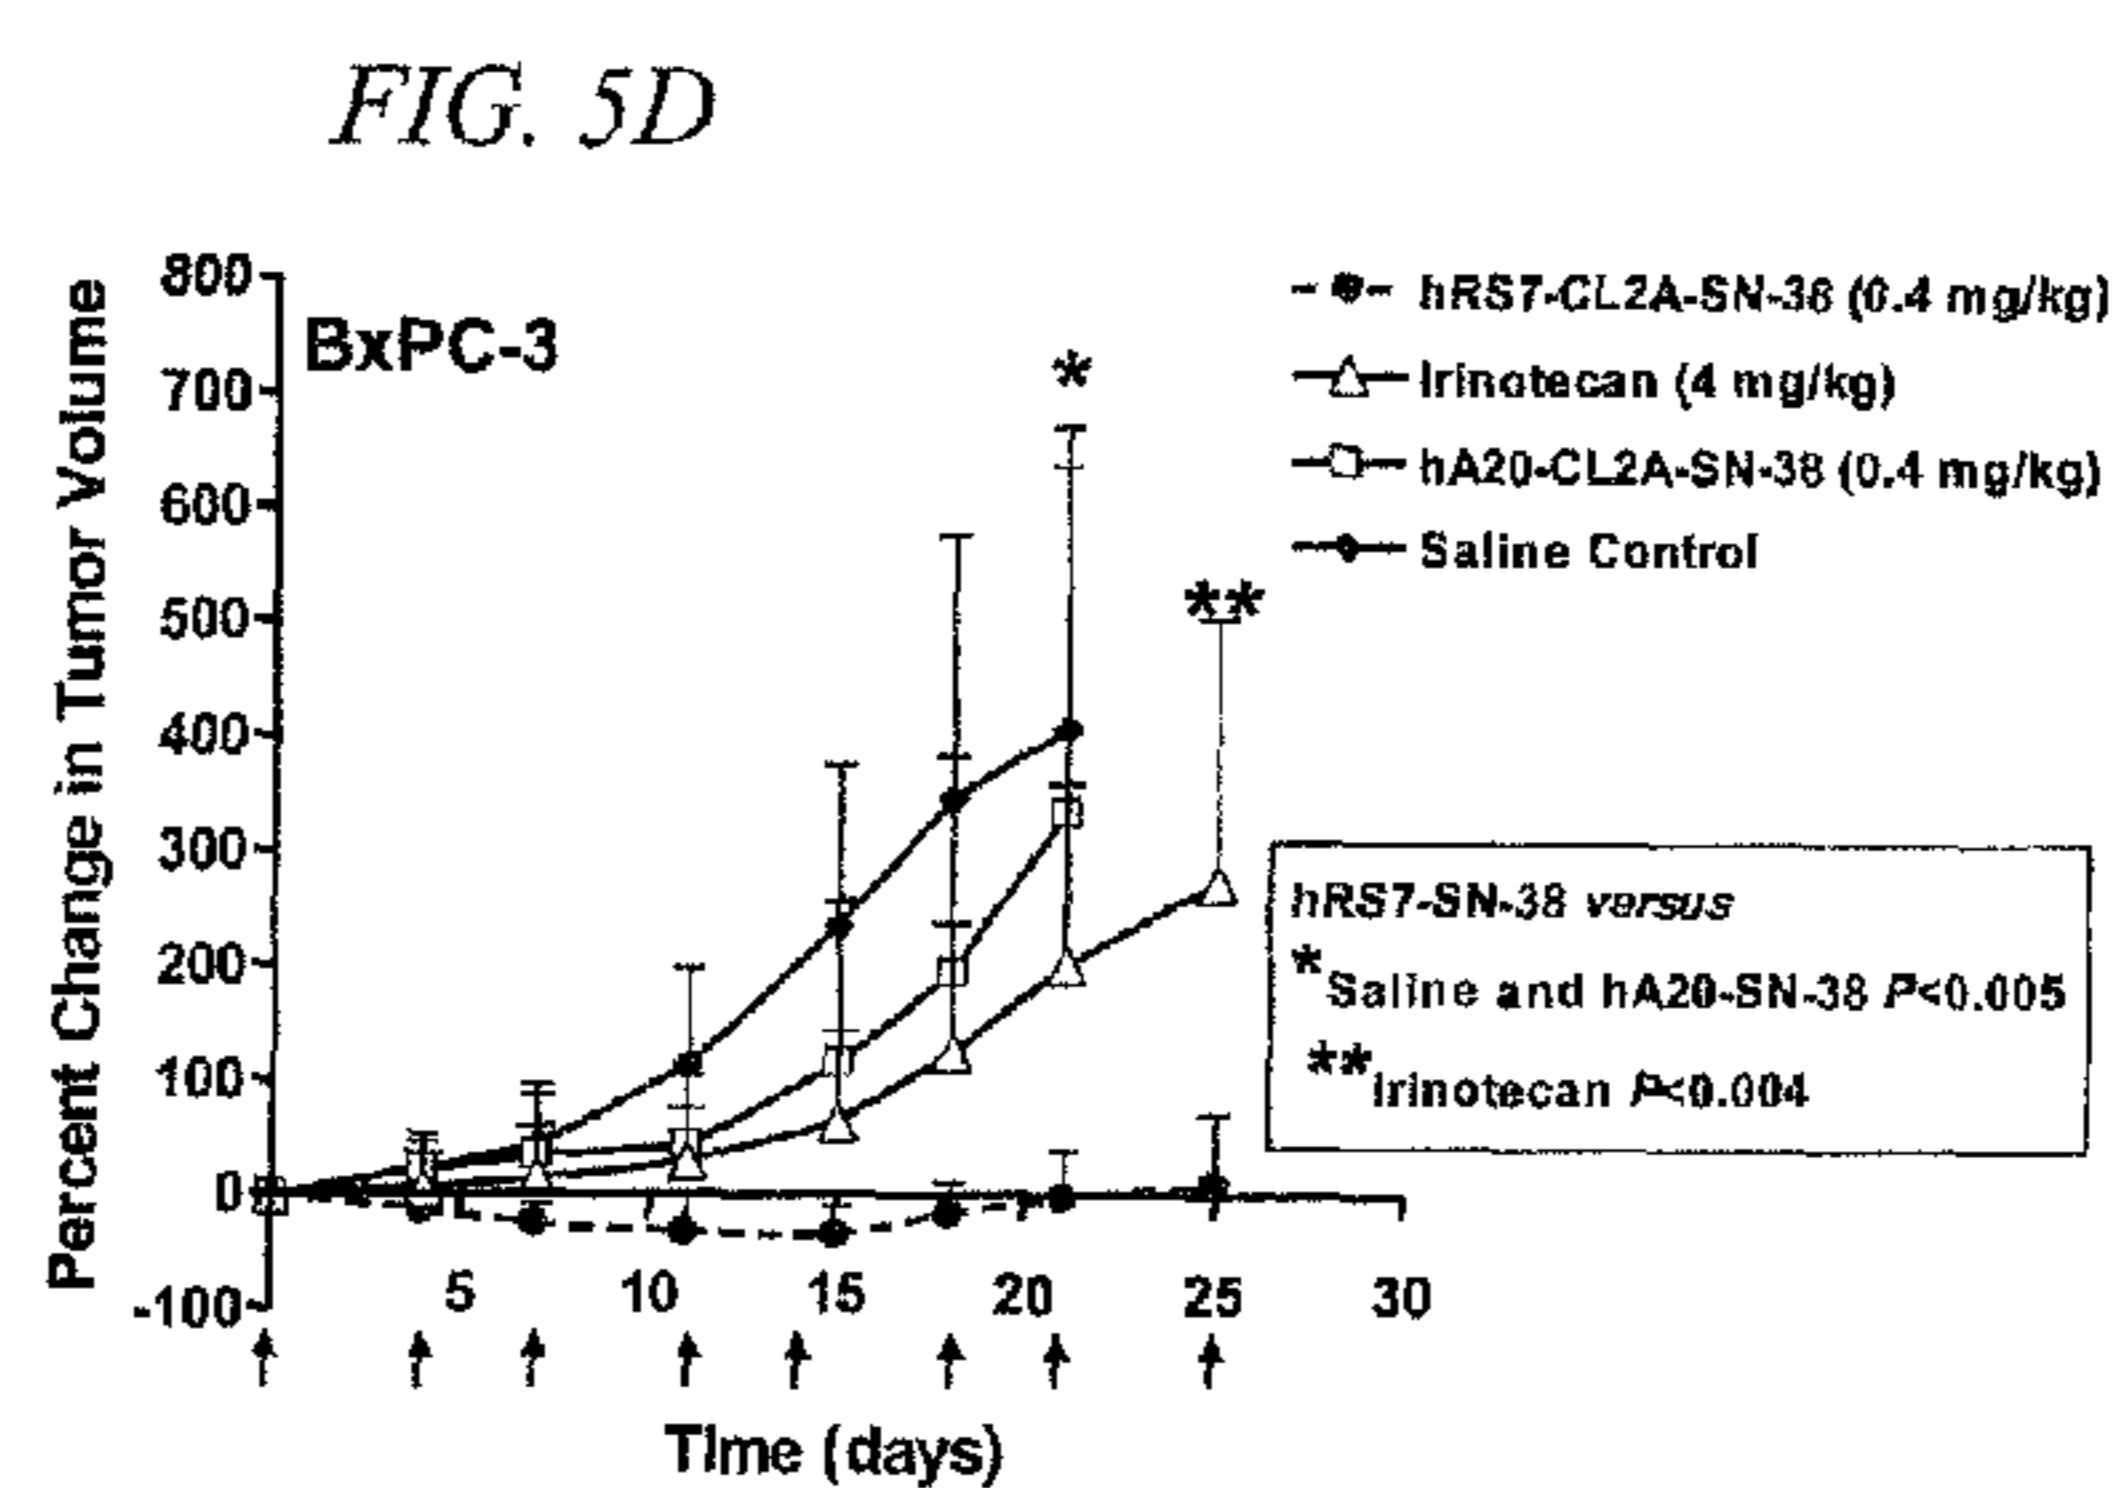 FIG. 5D
Percent Change in Tumor Volume
800
700
600
500
400
300
200
100
0
-100
BxPC-3
*
**
- ●- hRS7-CL2A-SN-38 (0.4 mg/kg)
Irinotecan (4 mg/kg)
hA20-CL2A-SN-38 (0.4 mg/kg)
Saline Control
hRS7-SN-38 versus
*Saline and hA20-SN-38 P<0.005
**Irinotecan P<0.004
5 10 15 20 25 30
Time (days)